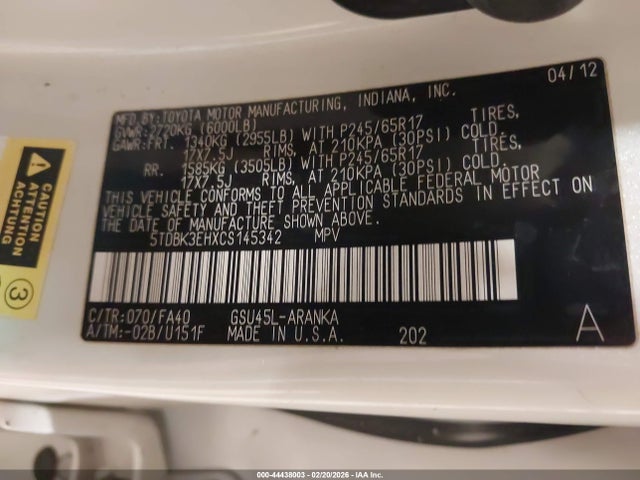 04/12
MFD.BY:TOYOTA MOTOR MANUFACTURING, INDIANA, INC.
GVWR:2720KG (6000LB)
GAWR:FRT. 1340KG (2955LB) WITH P245/65R17 TIRES,
17X7.5J RIMS, AT 210KPA (30PSI) COLD.
RR. 1585KG (3505LB) WITH P245/65R17 TIRES,
17X7.5J RIMS, AT 210KPA (30PSI) COLD.
THIS VEHICLE CONFORMS TO ALL APPLICABLE FEDERAL MOTOR
VEHICLE SAFETY AND THEFT PREVENTION STANDARDS IN EFFECT ON
THE DATE OF MANUFACTURE SHOWN ABOVE.
5TDBK3EHXCS145342 MPV
C/TR:070/FA40 GSU45L-ARANKA
A/TM:-02B/U151F MADE IN U.S.A. 202 A
CAUTION
ATTENTION
ACHTUNG
3
000-44438003 - 02/20/2026 - IAA Inc.